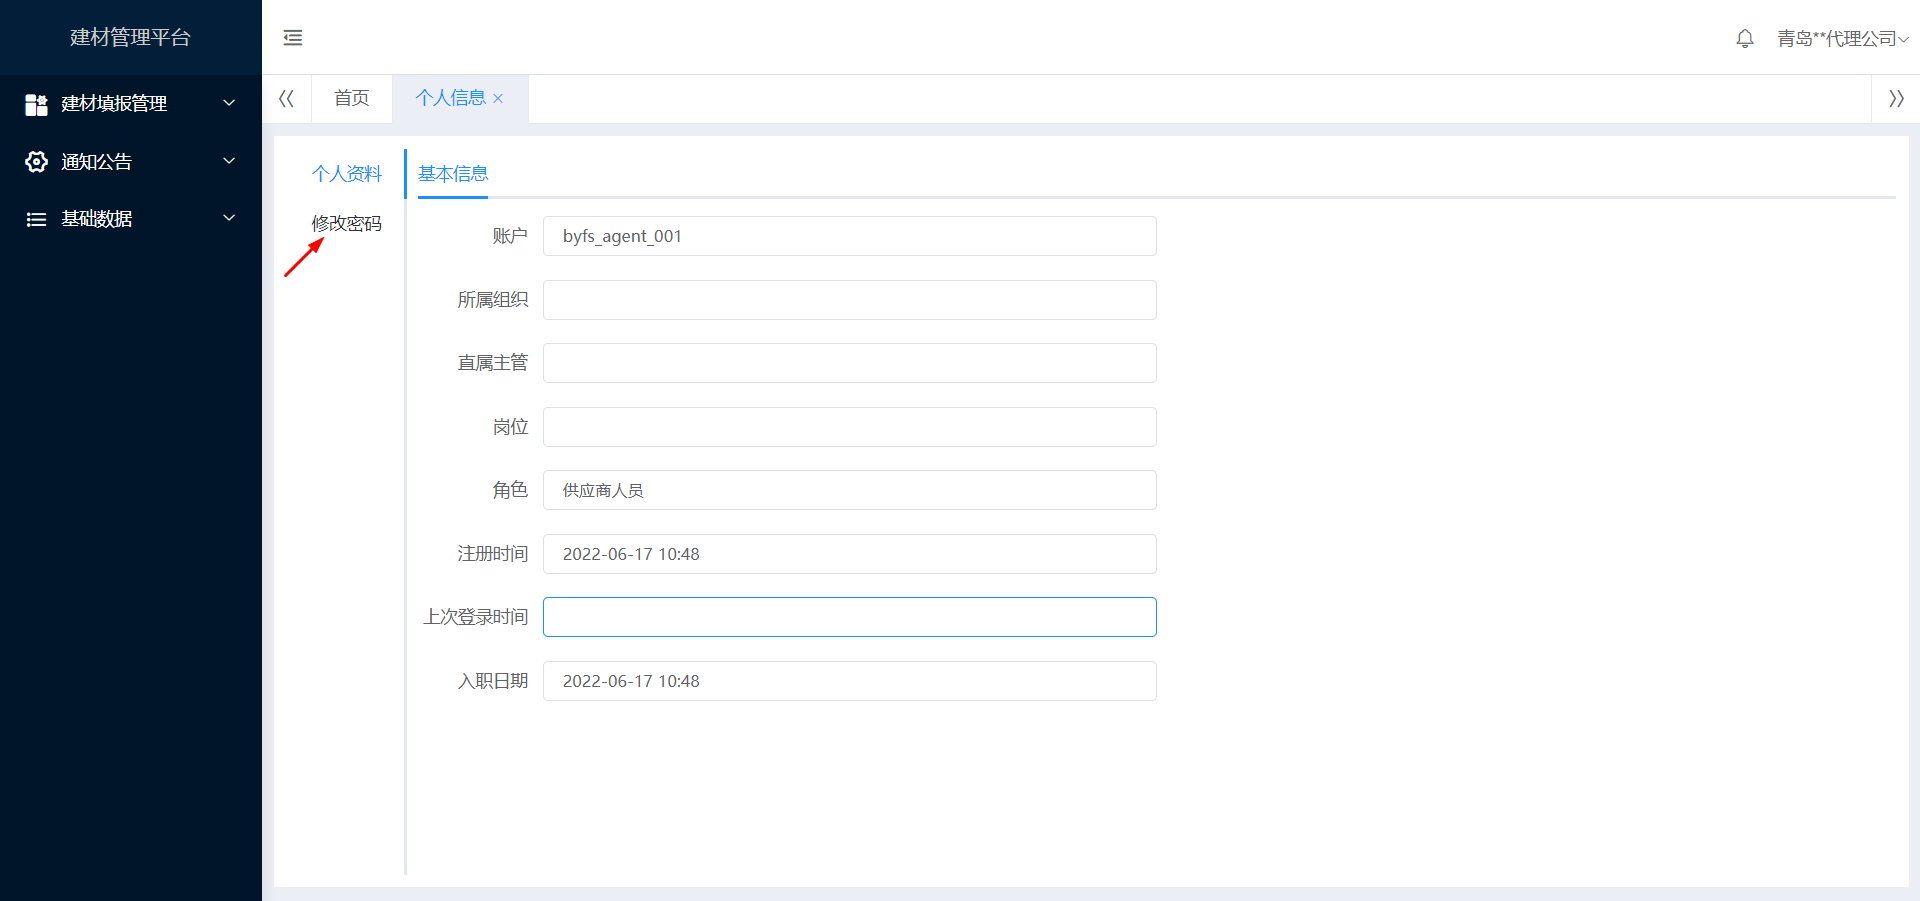 建材管理平台
青岛**代理公司
建材填报管理
通知公告
基础数据
首页
个人信息
个人资料
修改密码
基本信息
账户 byfs_agent_001
所属组织
直属主管
岗位
角色 供应商人员
注册时间 2022-06-17 10:48
上次登录时间
入职日期 2022-06-17 10:48